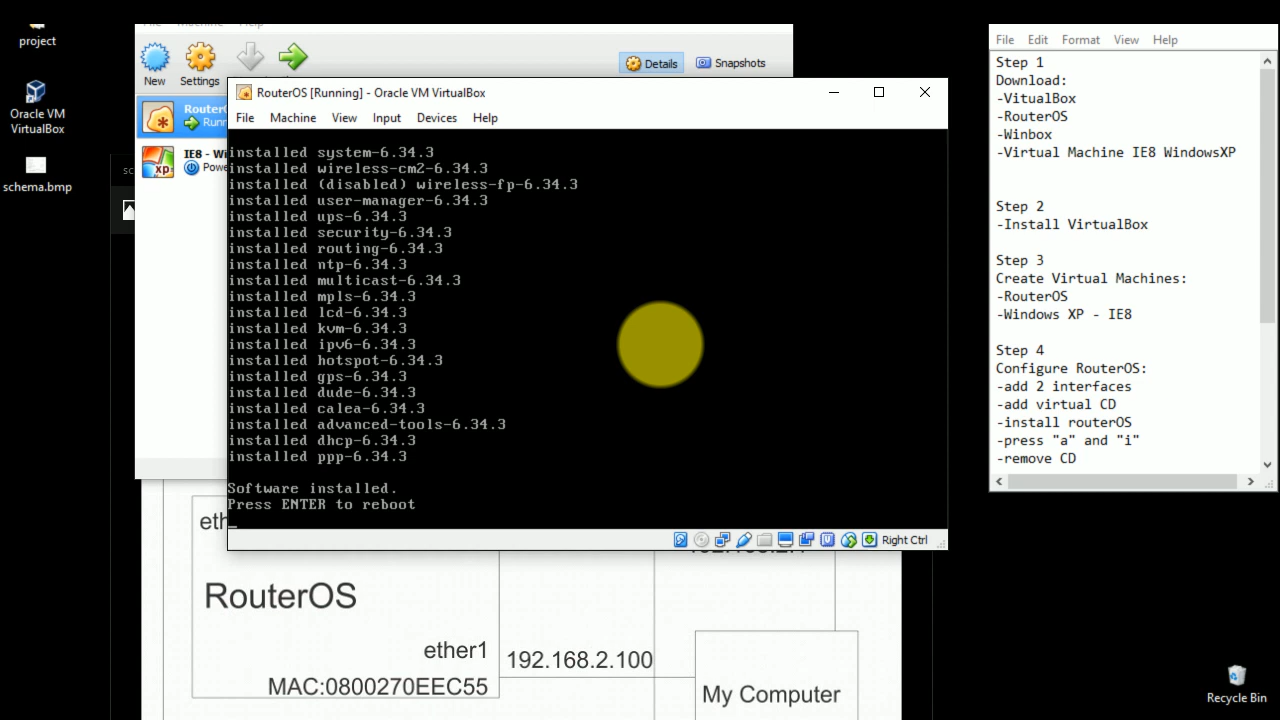 project
Oracle VM
VirtualBox
schema.bmp
File Machine Help
New
Settings
Details
Snapshots
Router
Runn
IE8 - Wi
Powe
sc
RouterOS [Running] - Oracle VM VirtualBox
File Machine View Input Devices Help
installed system-6.34.3
installed wireless-cm2-6.34.3
installed (disabled) wireless-fp-6.34.3
installed user-manager-6.34.3
installed ups-6.34.3
installed security-6.34.3
installed routing-6.34.3
installed ntp-6.34.3
installed multicast-6.34.3
installed mpls-6.34.3
installed lcd-6.34.3
installed kvm-6.34.3
installed ipv6-6.34.3
installed hotspot-6.34.3
installed gps-6.34.3
installed dude-6.34.3
installed calea-6.34.3
installed advanced-tools-6.34.3
installed dhcp-6.34.3
installed ppp-6.34.3
Software installed.
Press ENTER to reboot
Right Ctrl
eth
RouterOS
ether1
MAC:0800270EEC55
192.168.2.100
My Computer
File Edit Format View Help
Step 1
Download:
-VitualBox
-RouterOS
-Winbox
-Virtual Machine IE8 WindowsXP
Step 2
-Install VirtualBox
Step 3
Create Virtual Machines:
-RouterOS
-Windows XP - IE8
Step 4
Configure RouterOS:
-add 2 interfaces
-add virtual CD
-install routerOS
-press "a" and "i"
-remove CD
Recycle Bin